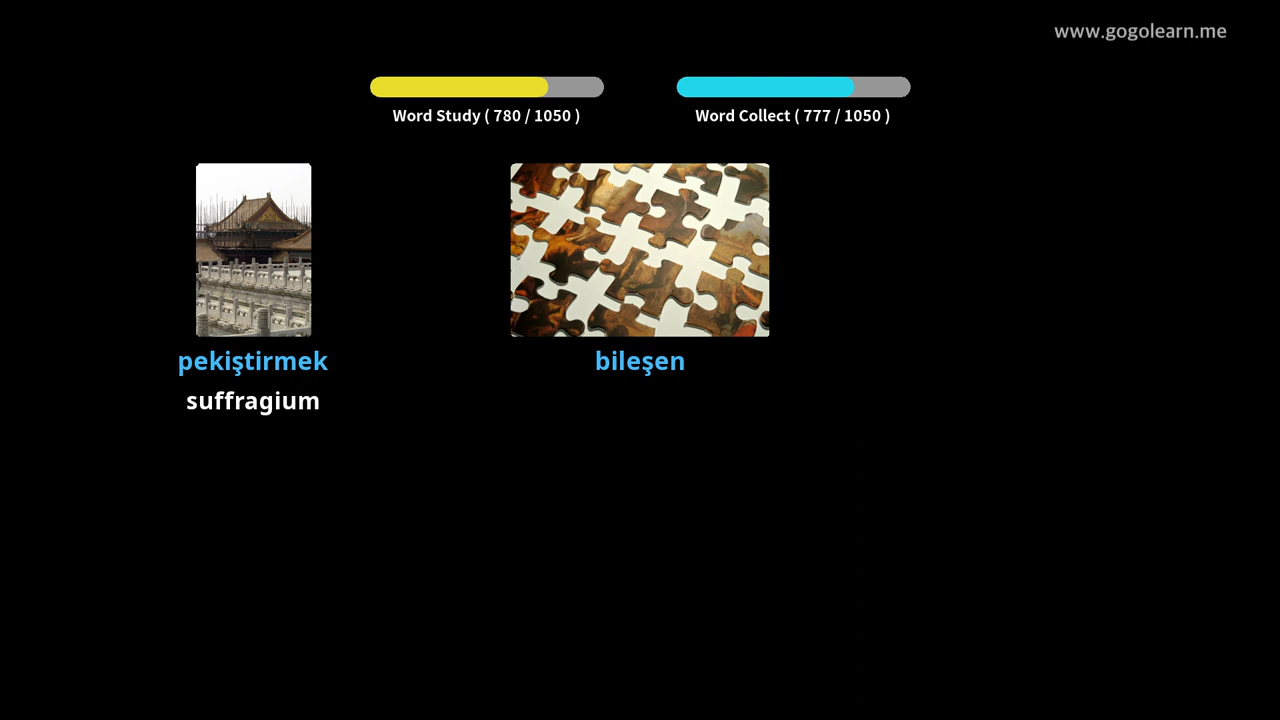 www.gogolearn.me
Word Study ( 780 / 1050 )
Word Collect ( 777 / 1050 )
pekiştirmek
suffragium
bileşen